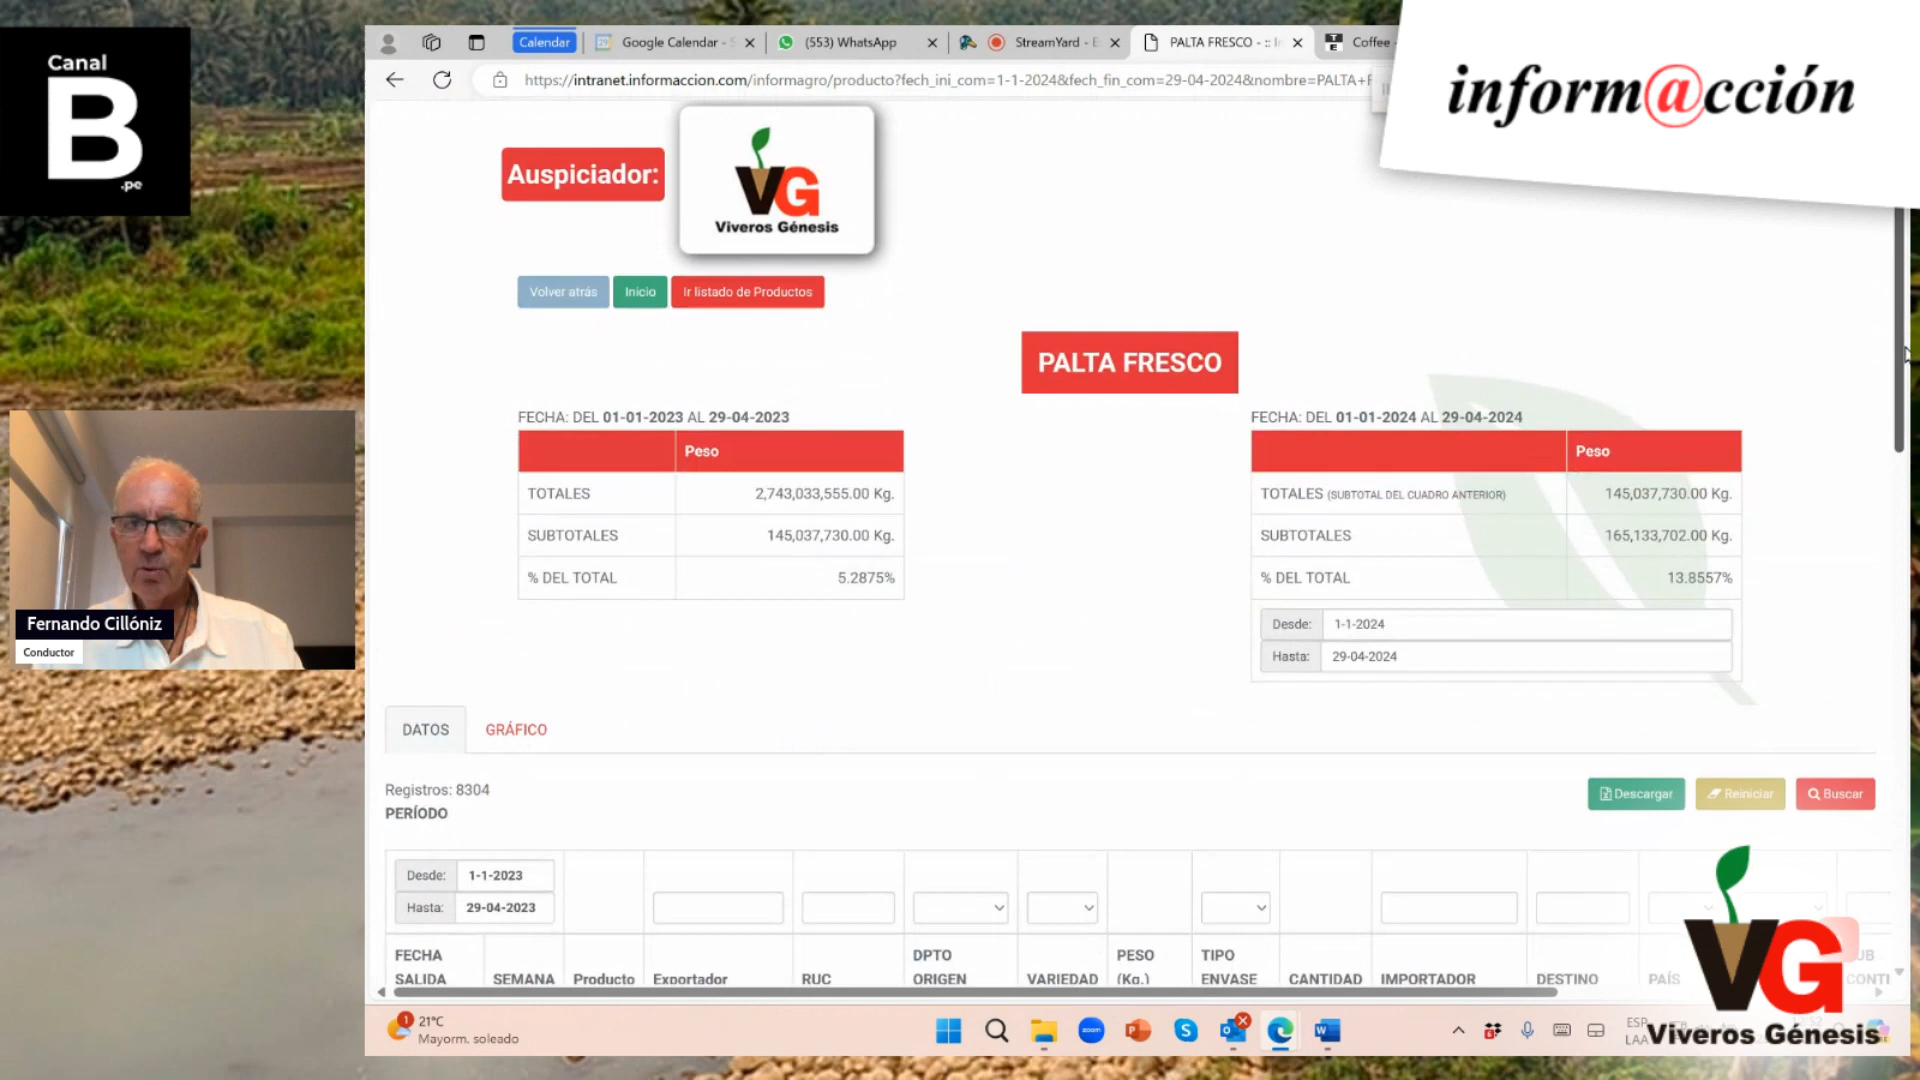 Canal
B
.pe
Calendar
Google Calendar - S
(553) WhatsApp
StreamYard - E
PALTA FRESCO - :: In
Coffee -
https://intranet.informaccion.com/informagro/producto?fech_ini_com=1-1-2024&fech_fin_com=29-04-2024&nombre=PALTA+F
inform@cción
Auspiciador:
VG
Viveros Génesis
Volver atrás
Inicio
Ir listado de Productos
PALTA FRESCO
FECHA: DEL 01-01-2023 AL 29-04-2023
Peso
TOTALES 2,743,033,555.00 Kg.
SUBTOTALES 145,037,730.00 Kg.
% DEL TOTAL 5.2875%
FECHA: DEL 01-01-2024 AL 29-04-2024
Peso
TOTALES (SUBTOTAL DEL CUADRO ANTERIOR) 145,037,730.00 Kg.
SUBTOTALES 165,133,702.00 Kg.
% DEL TOTAL 13.8557%
Desde: 1-1-2024
Hasta: 29-04-2024
Fernando Cillóniz
Conductor
DATOS
GRÁFICO
Registros: 8304
PERÍODO
Descargar
Reiniciar
Buscar
Desde: 1-1-2023
Hasta: 29-04-2023
FECHA SALIDA
SEMANA
Producto
Exportador
RUC
DPTO ORIGEN
VARIEDAD
PESO (Kg.)
TIPO ENVASE
CANTIDAD
IMPORTADOR
DESTINO
PAÍS
CONTI
VG
Viveros Génesis
1
21°C
Mayorm. soleado
zoom
ESP
LAA